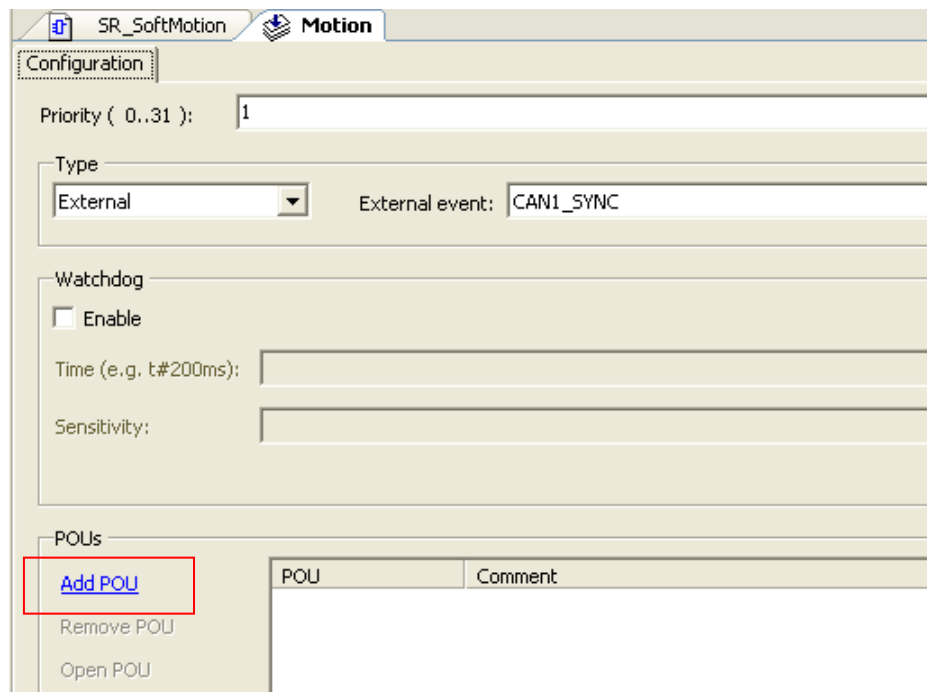 SR_SoftMotion Motion
Configuration
Priority ( 0..31 ): 1
Type
External External event: CAN1_SYNC
Watchdog
Enable
Time (e.g. t#200ms):
Sensitivity:
POUs
Add POU POU Comment
Remove POU
Open POU